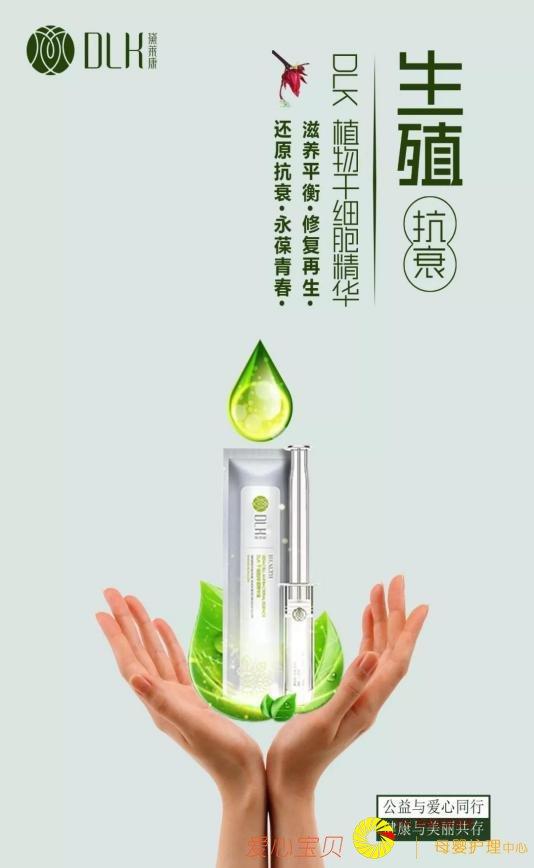 DLK
黛莱康
生殖
抗衰
DLK 植物干细胞精华
滋养平衡·修复再生·
还原抗衰·永葆青春·
DLK
HEALTH
公益与爱心同行
健康与美丽共存
爱心宝贝
母婴护理中心